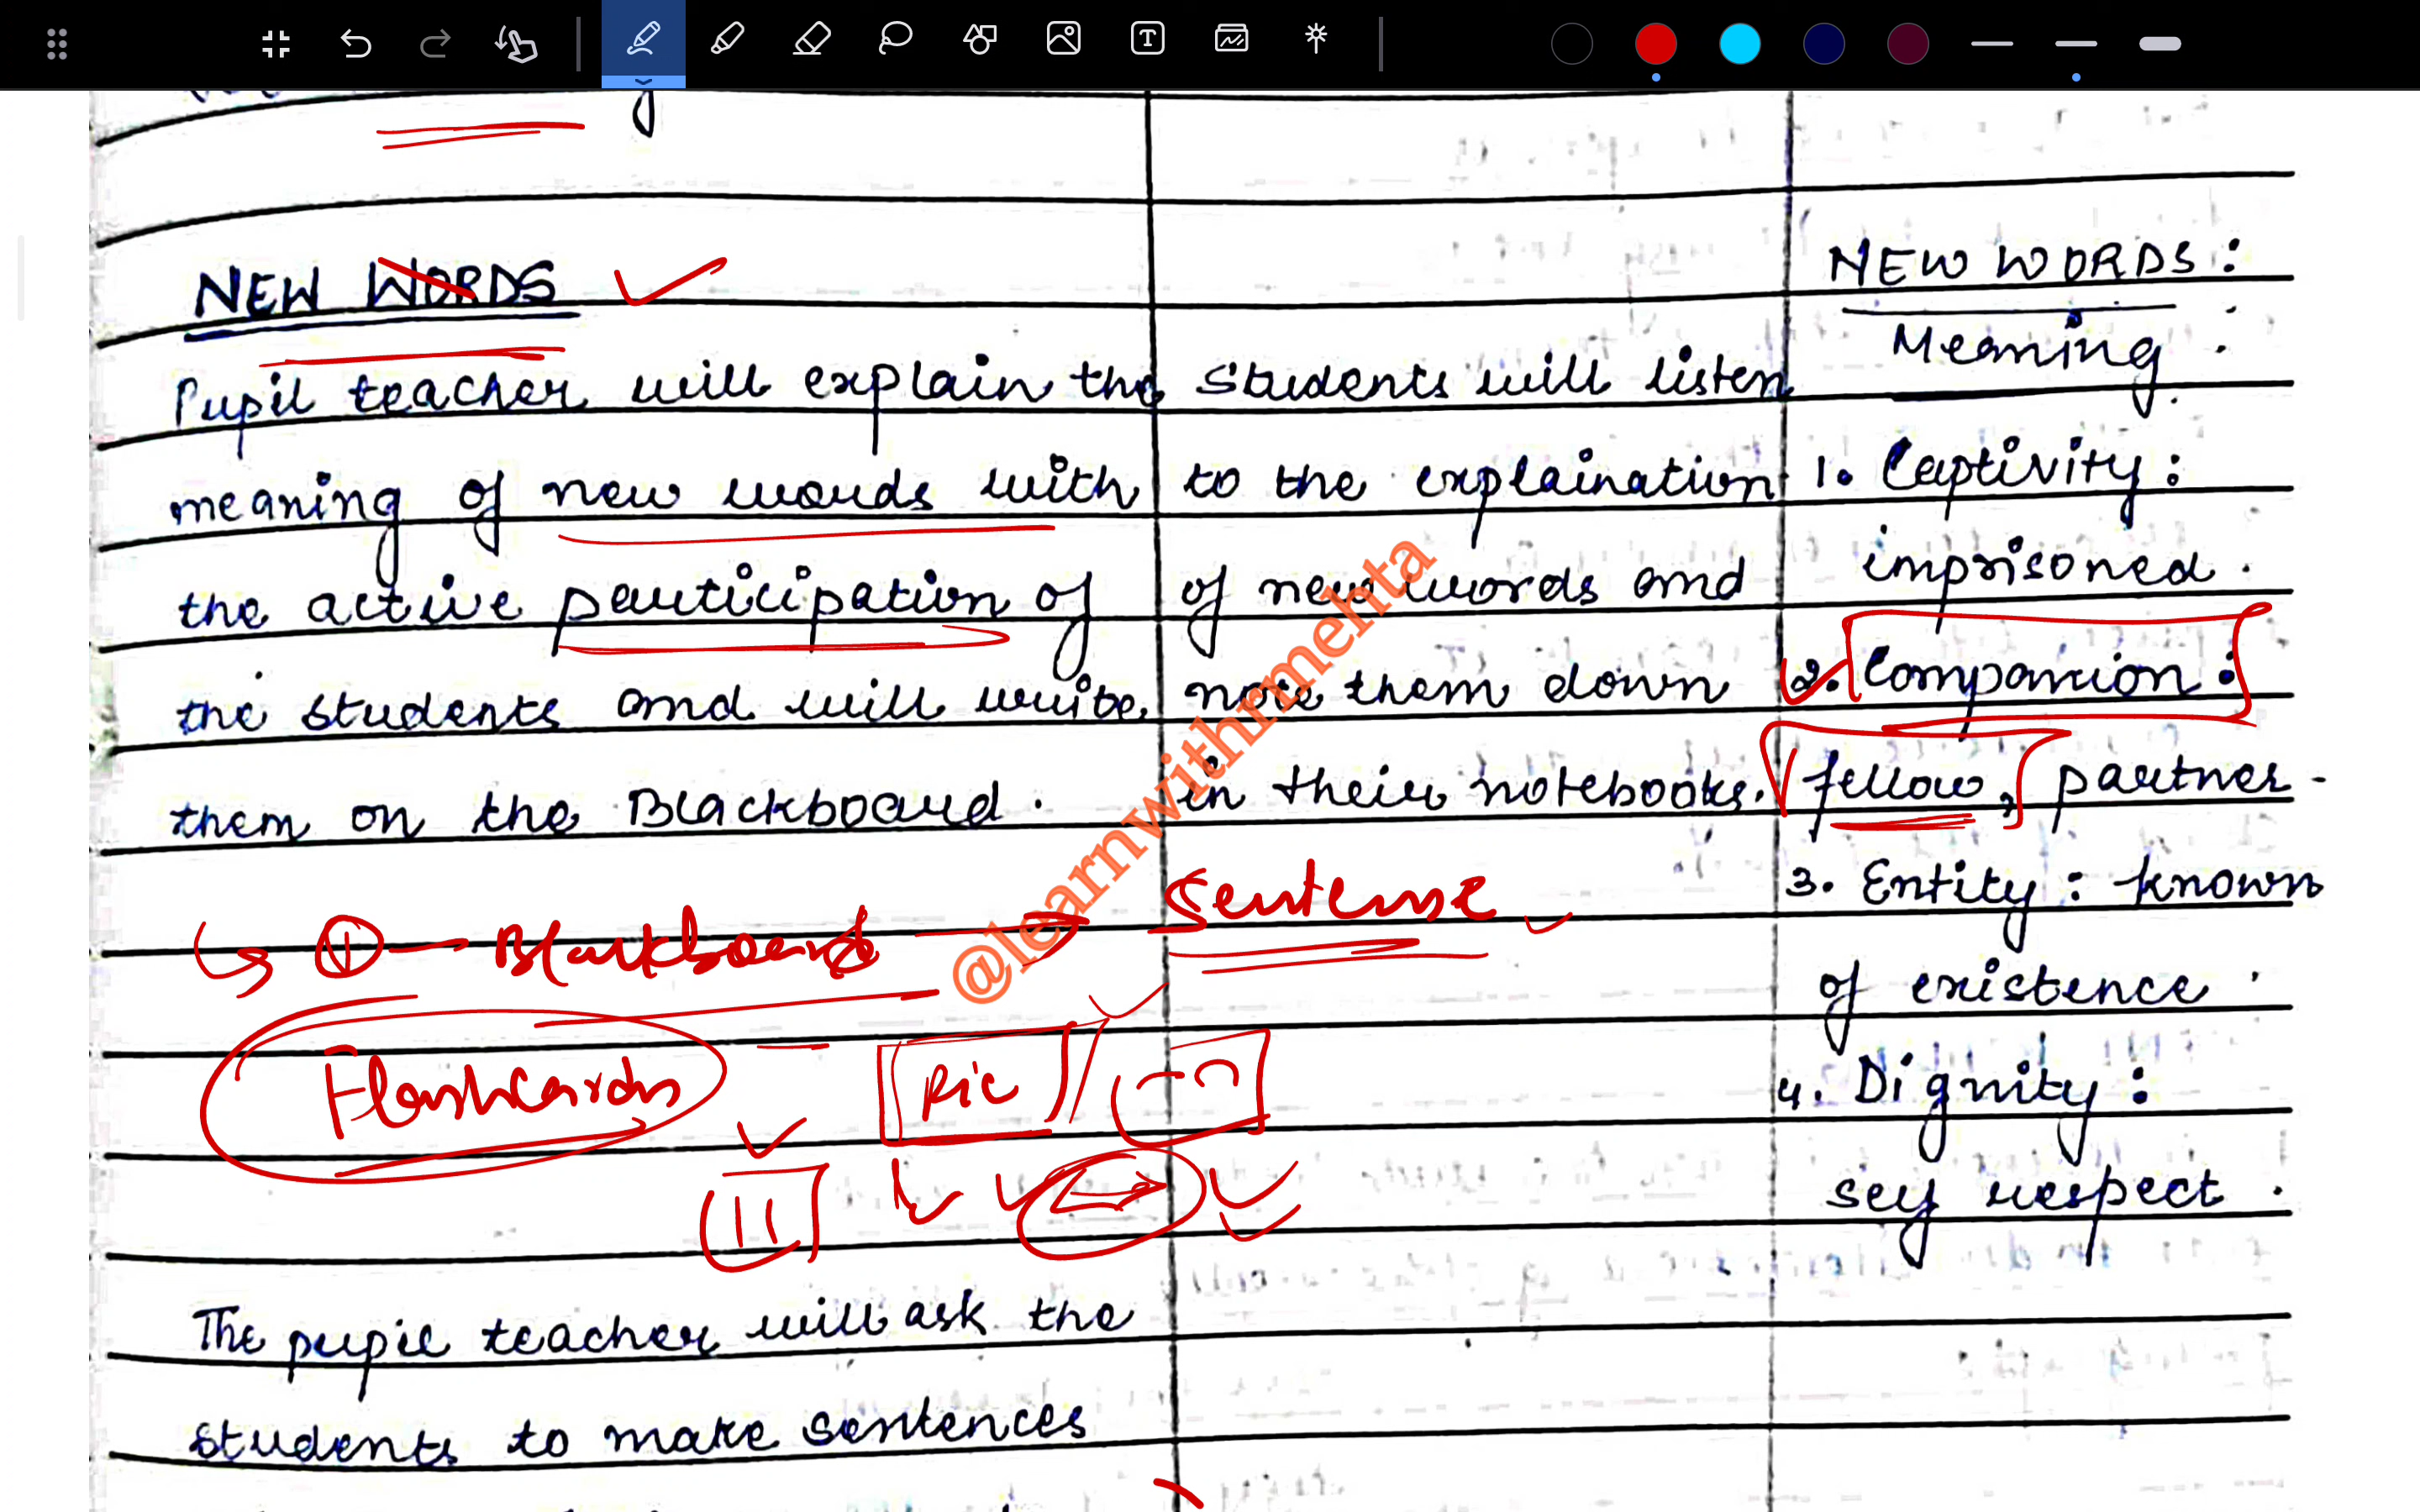 NEW WORDS
Pupil teacher will explain the
meaning of new words with
the active participation of
the students and will write
them on the Blackboard.
① — Blackboard → Sentense
Flashcards
Pic
The pupil teacher will ask the
students to make sentences
students will listen
to the explaination
of new words and
note them down
in their notebooks.
NEW WORDS:
Meaning:
1. Captivity:
imprisoned.
2. Companion:
fellow, partner.
3. Entity: known
of existence.
4. Dignity:
sey respect.
@learnwithrmehta